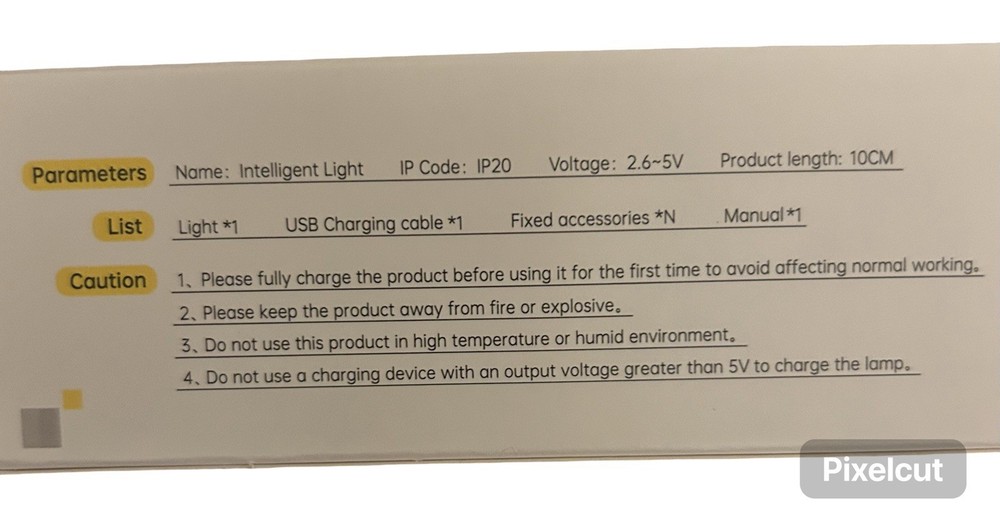 Parameters Name: Intelligent Light IP Code: IP20 Voltage: 2.6~5V Product length: 10CM
List Light *1 USB Charging cable *1 Fixed accessories *N Manual*1
Caution 1、Please fully charge the product before using it for the first time to avoid affecting normal working。
2、Please keep the product away from fire or explosive。
3、Do not use this product in high temperature or humid environment。
4、Do not use a charging device with an output voltage greater than 5V to charge the lamp。
Pixelcut